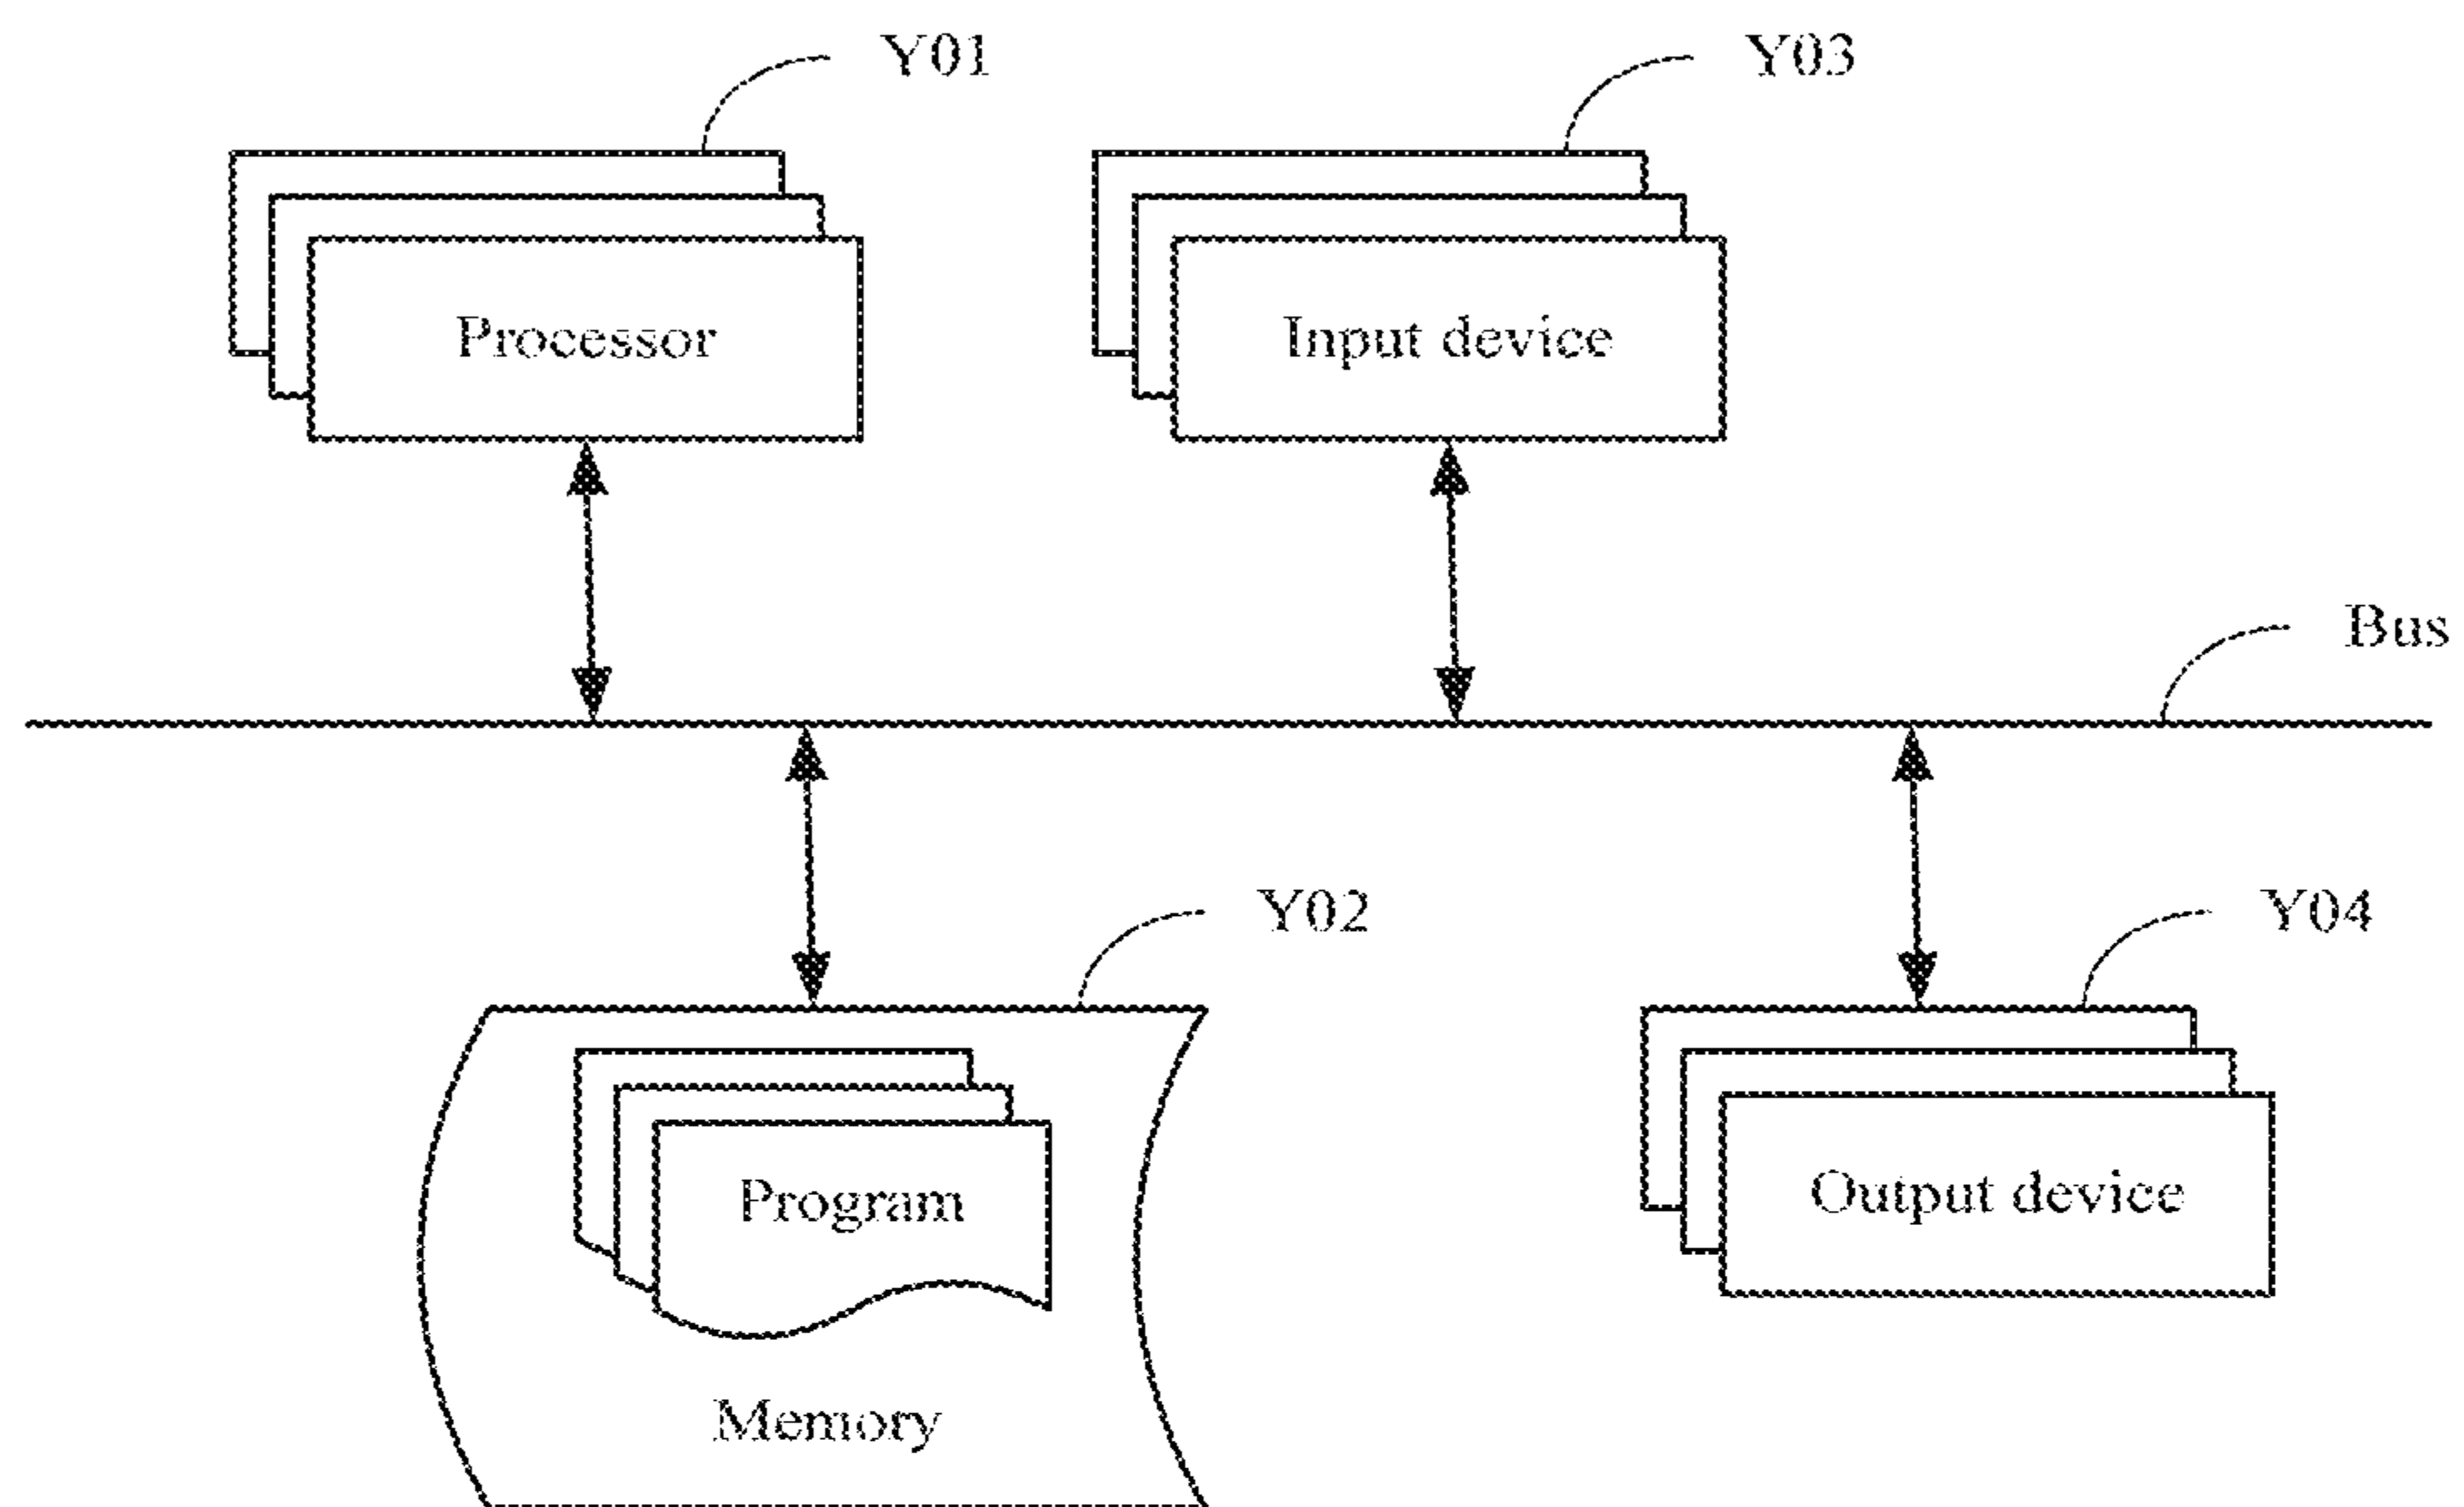 Y01
Y03
Processor
Input device
Bus
Y02
Y04
Program
Output device
Memory